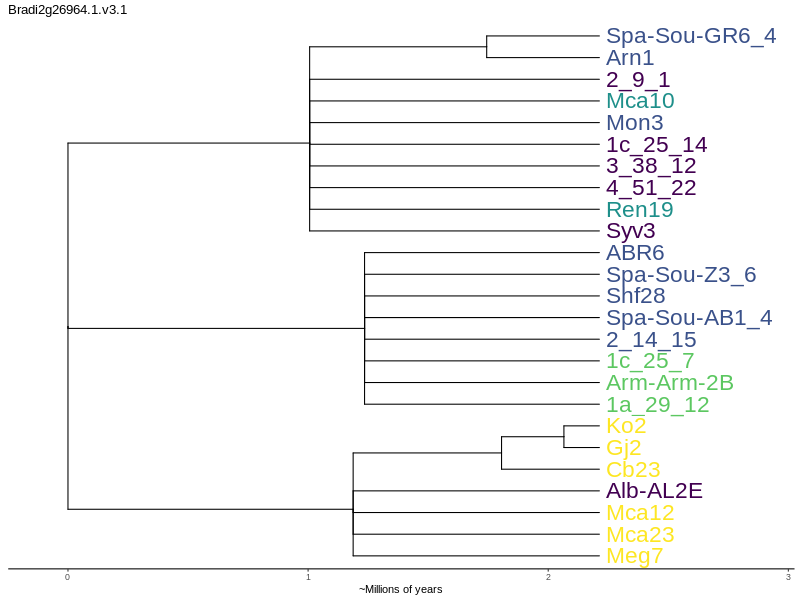 Bradi2g26964.1.v3.1
Spa-Sou-GR6_4
Arn1
2_9_1
Mca10
Mon3
1c_25_14
3_38_12
4_51_22
Ren19
Syv3
ABR6
Spa-Sou-Z3_6
Shf28
Spa-Sou-AB1_4
2_14_15
1c_25_7
Arm-Arm-2B
1a_29_12
Ko2
Gj2
Cb23
Alb-AL2E
Mca12
Mca23
Meg7
0 1 2 3
~Millions of years